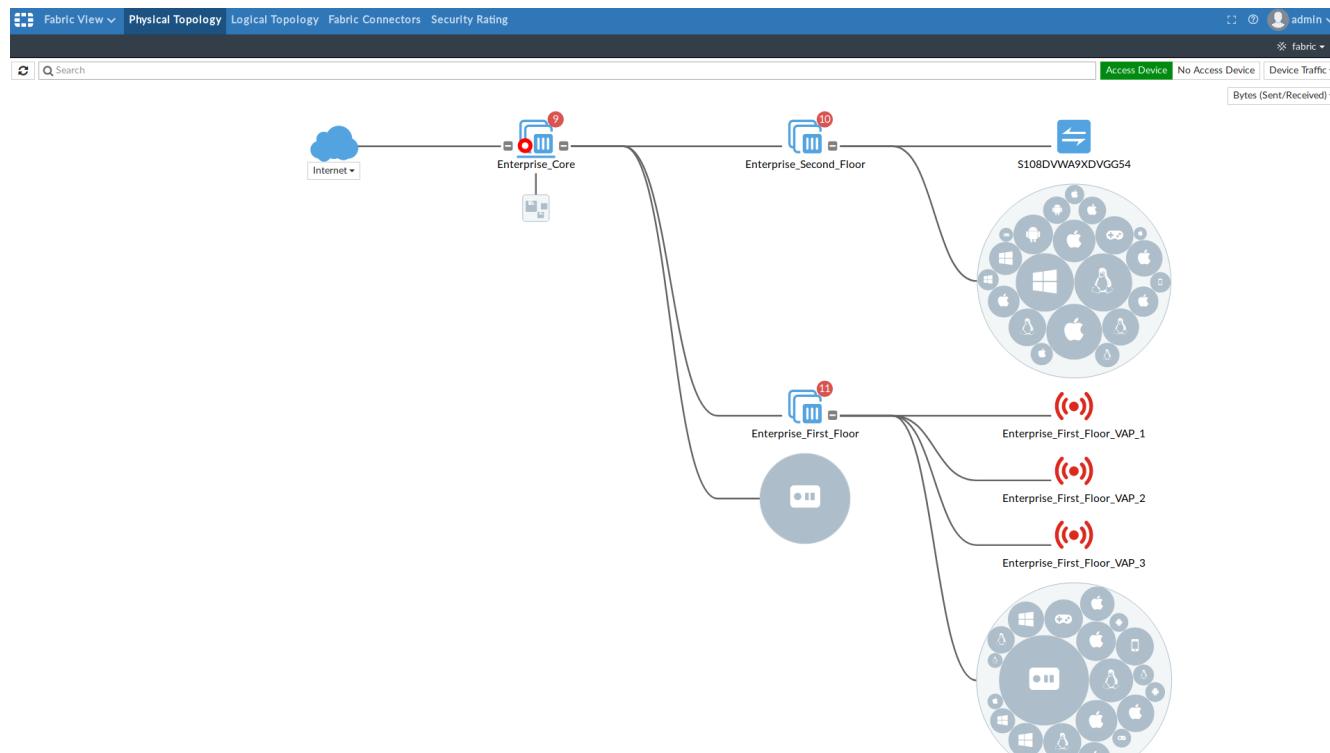 Fabric View Physical Topology Logical Topology Fabric Connectors Security Rating admin
fabric
Search Access Device No Access Device Device Traffic
Bytes (Sent/Received)
9
10
Internet
Enterprise_Core
Enterprise_Second_Floor
S108DVWA9XDVGG54
11
Enterprise_First_Floor
Enterprise_First_Floor_VAP_1
Enterprise_First_Floor_VAP_2
Enterprise_First_Floor_VAP_3